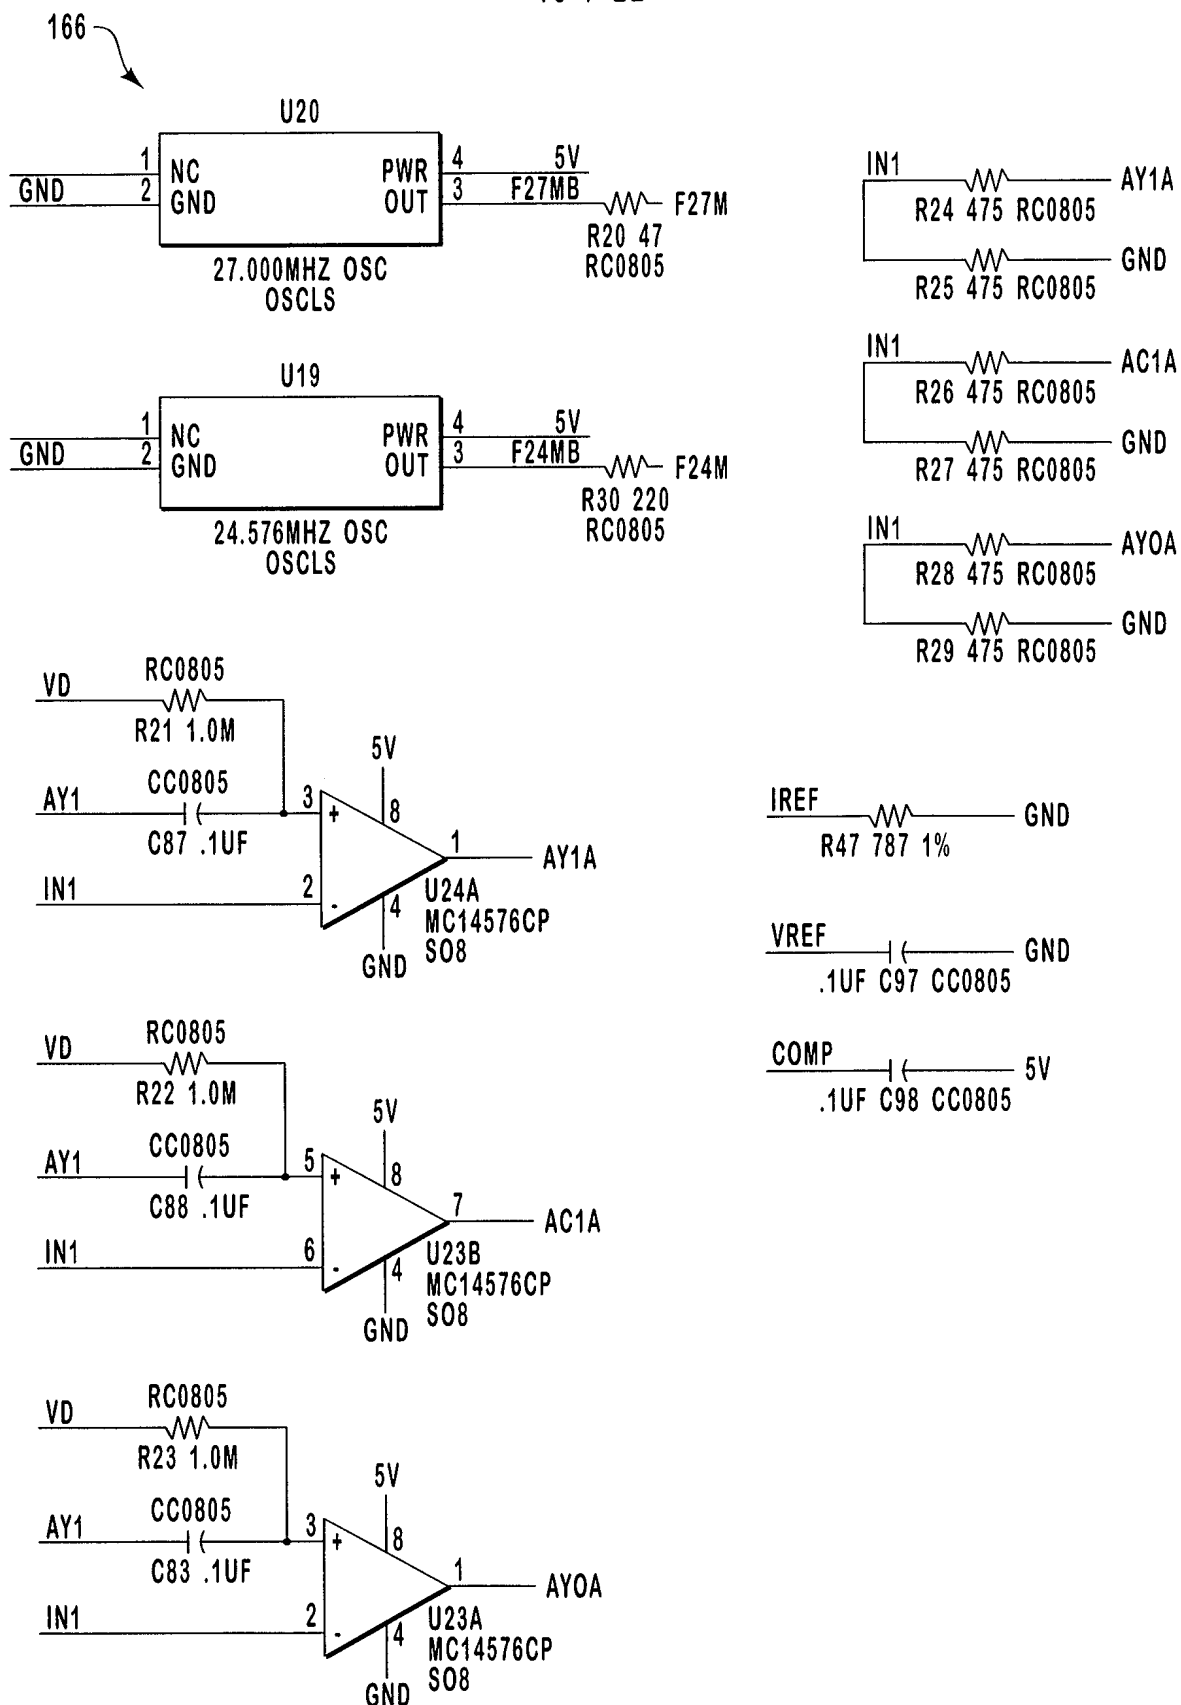 166
U20
1 NC PWR 4 5V
GND 2 GND OUT 3 F27MB F27M
R20 47
RC0805
27.000MHZ OSC
OSCLS
U19
1 NC PWR 4 5V
GND 2 GND OUT 3 F24MB F24M
R30 220
RC0805
24.576MHZ OSC
OSCLS
IN1 AY1A
R24 475 RC0805
GND
R25 475 RC0805
IN1 AC1A
R26 475 RC0805
GND
R27 475 RC0805
IN1 AYOA
R28 475 RC0805
GND
R29 475 RC0805
RC0805
VD
R21 1.0M
5V
CC0805
AY1 3 + 8
C87 .1UF
1 AY1A
IN1 2 - 4
U24A
MC14576CP
SO8
GND
RC0805
VD
R22 1.0M
5V
CC0805
AY1 5 + 8
C88 .1UF
7 AC1A
IN1 6 - 4
U23B
MC14576CP
SO8
GND
RC0805
VD
R23 1.0M
5V
CC0805
AY1 3 + 8
C83 .1UF
1 AYOA
IN1 2 - 4
U23A
MC14576CP
SO8
GND
IREF GND
R47 787 1%
VREF GND
.1UF C97 CC0805
COMP 5V
.1UF C98 CC0805